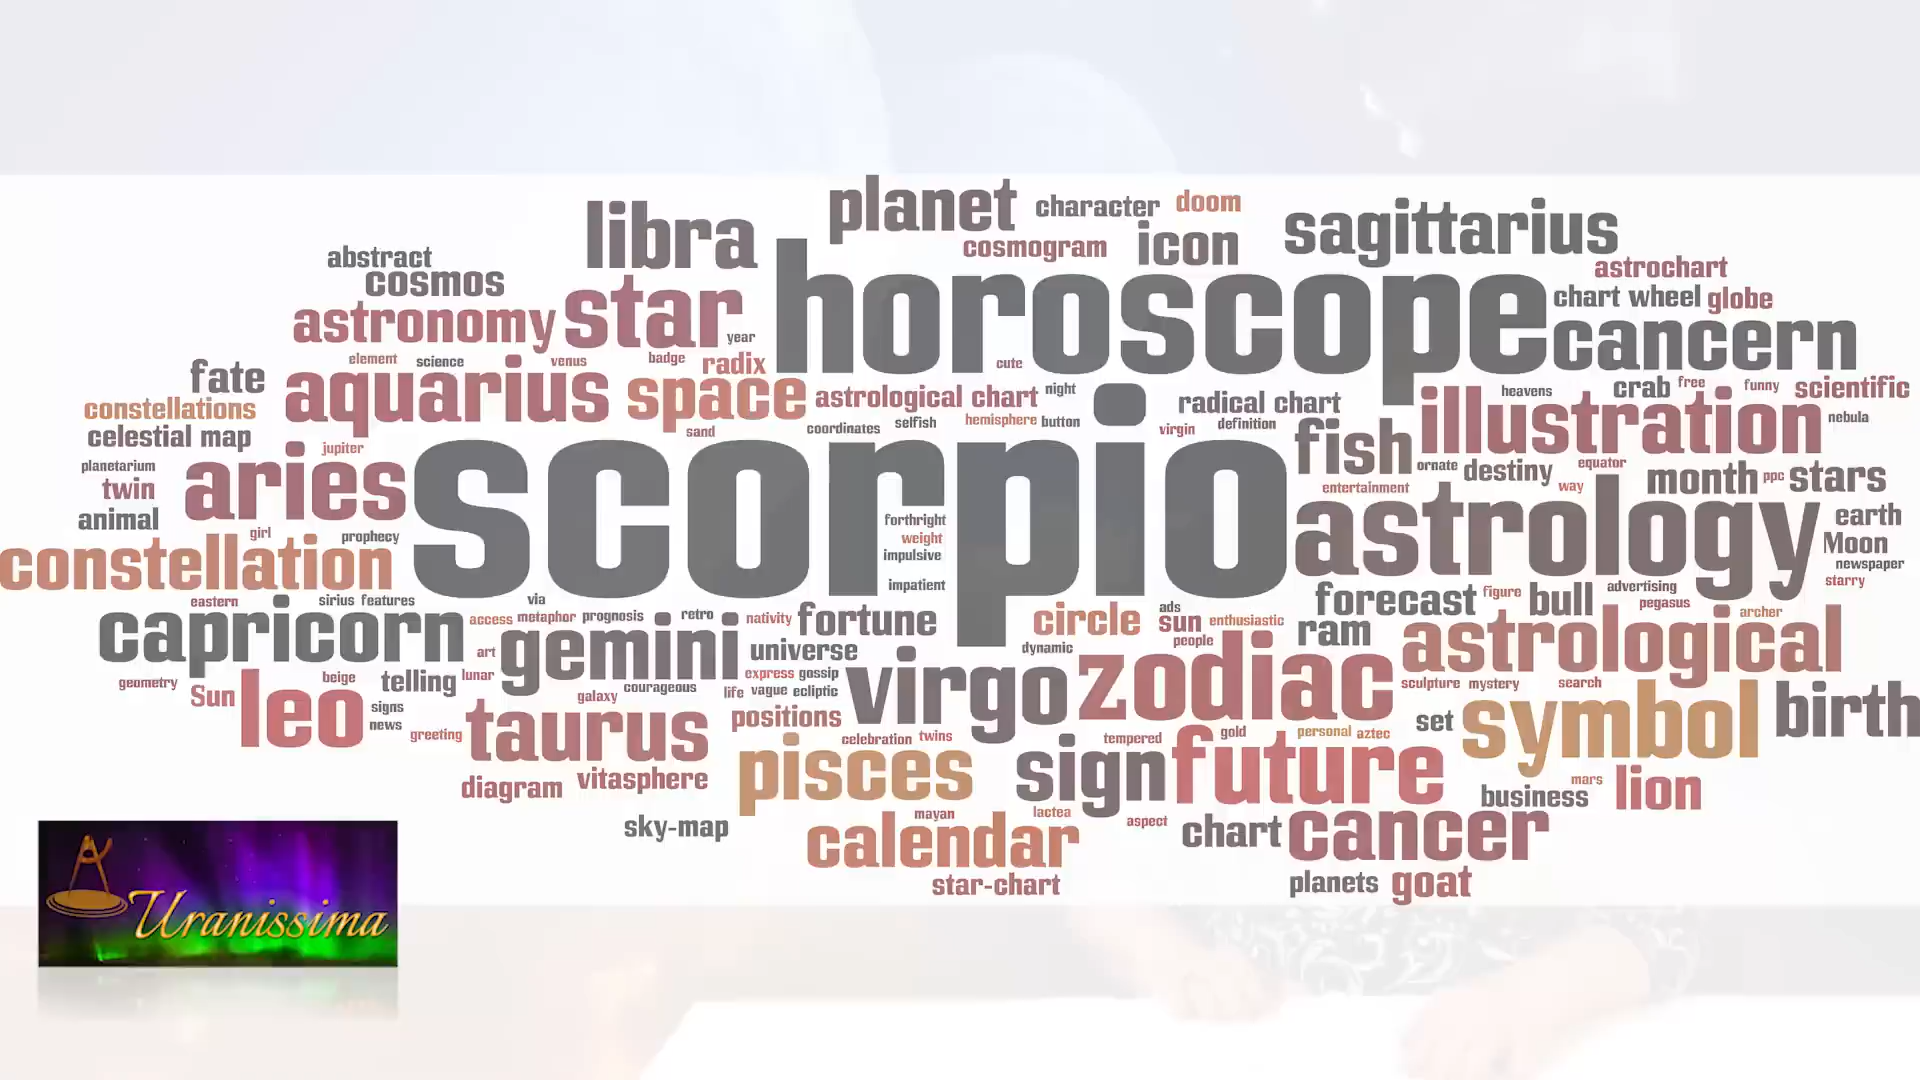 planet
character
doom
libra
cosmogram
icon
sagittarius
abstract
cosmos
horoscope
astrochart
star
chart wheel
globe
astronomy
year
cancern
element
science
venus
badge
radix
cute
fate
aquarius
space
astrological chart
night
heavens
crab
free
funny
scientific
constellations
radical chart
illustration
nebula
celestial map
sand
coordinates
selfish
hemisphere
button
virgin
definition
fish
jupiter
planetarium
aries
scorpio
ornate
destiny
equator
month
ppc
stars
twin
entertainment
way
animal
girl
prophecy
forthright
weight
impulsive
astrology
earth
Moon
newspaper
starry
constellation
impatient
eastern
sirius
features
via
forecast
figure
bull
advertising
pegasus
capricorn
access
metaphor
prognosis
retro
nativity
fortune
circle
ads
sun
enthusiastic
people
ram
archer
astrological
art
gemini
universe
dynamic
geometry
Sun
leo
beige
telling
lunar
express
gossip
virgo
zodiac
sculpture
mystery
search
signs
news
galaxy
courageous
life
vague
ecliptic
greeting
taurus
positions
set
symbol
birth
celebration
twins
tempered
gold
personal
aztec
diagram
vitasphere
pisces
sign
future
business
mars
lion
sky-map
mayan
lactea
aspect
calendar
chart
cancer
star-chart
planets
goat
Uranissima